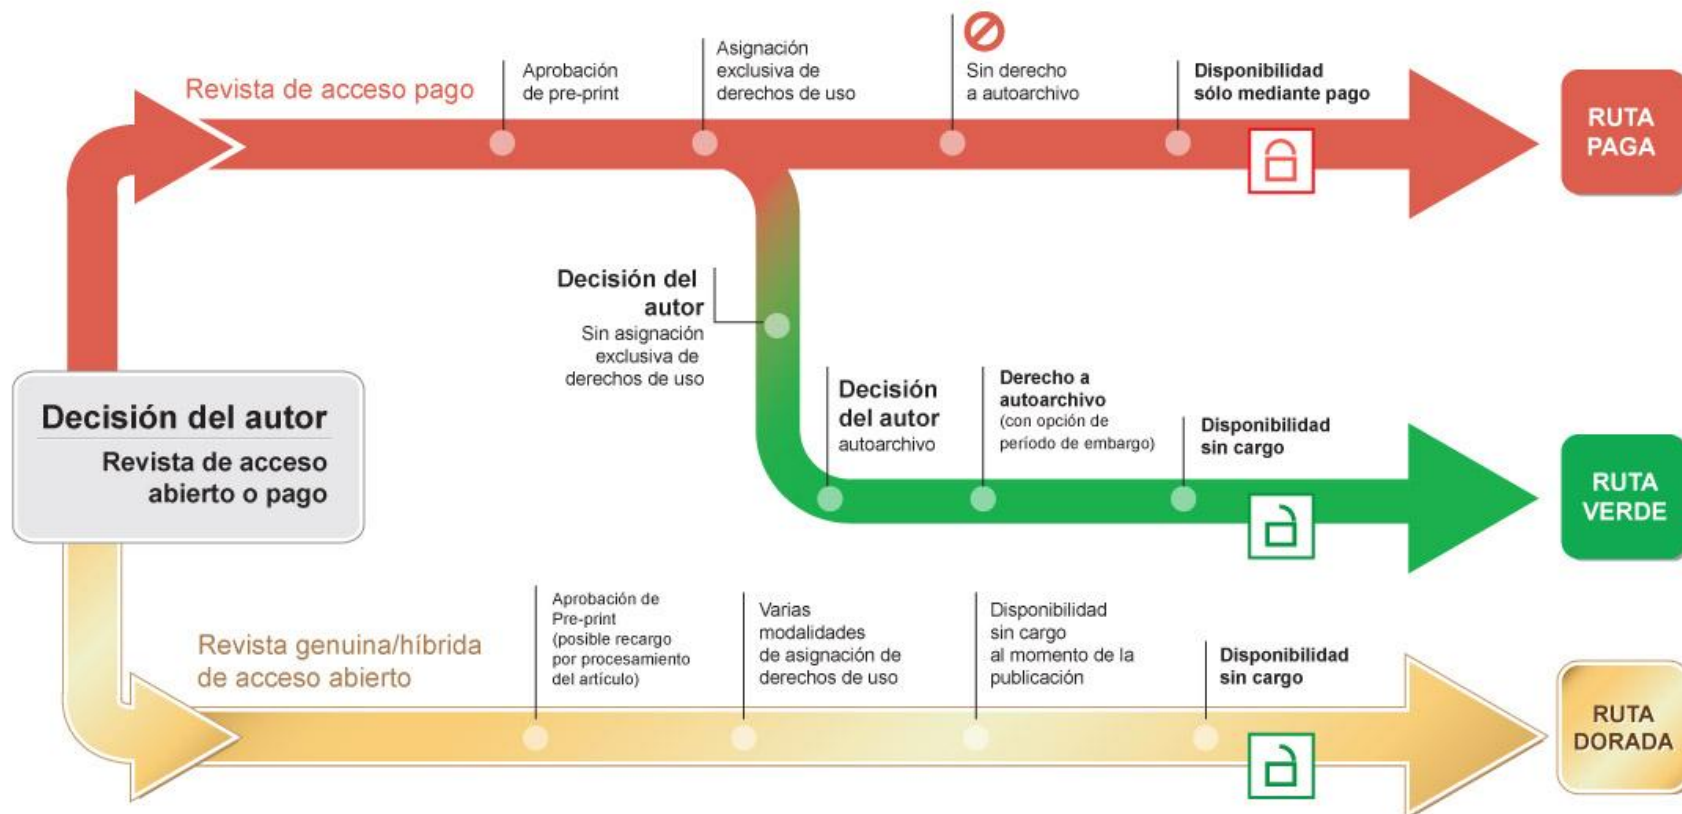 Revista de acceso pago
Aprobación
de pre-print
Asignación
exclusiva de
derechos de uso
Sin derecho
a autoarchivo
Disponibilidad
sólo mediante pago
RUTA
PAGA
Decisión del
autor
Sin asignación
exclusiva de
derechos de uso
Decisión
del autor
autoarchivo
Derecho a
autoarchivo
(con opción de
período de embargo)
Disponibilidad
sin cargo
RUTA
VERDE
Decisión del autor
Revista de acceso
abierto o pago
Revista genuina/híbrida
de acceso abierto
Aprobación de
Pre-print
(posible recargo
por procesamiento
del artículo)
Varias
modalidades
de asignación de
derechos de uso
Disponibilidad
sin cargo
al momento de la
publicación
Disponibilidad
sin cargo
RUTA
DORADA